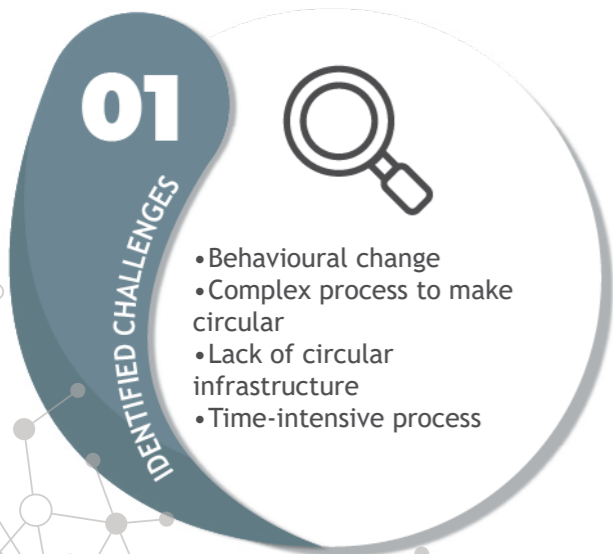 01
IDENTIFIED CHALLENGES
•Behavioural change
•Complex process to make
circular
•Lack of circular
infrastructure
•Time-intensive process